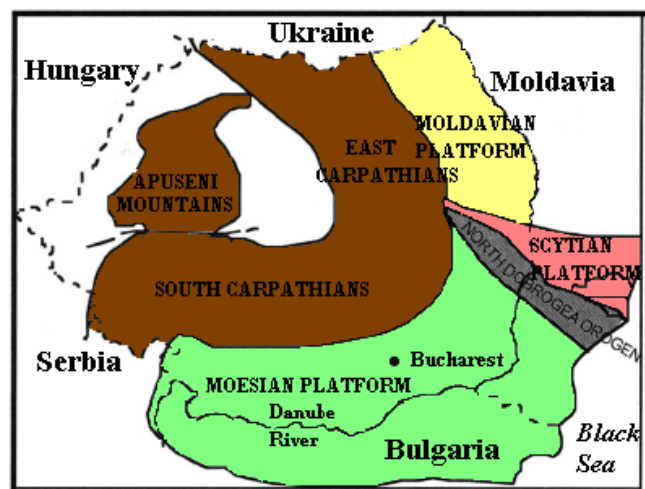 Ukraine
Hungary
Moldavia
MOLDAVIAN
PLATFORM
EAST
CARPATHIANS
APUSENI
MOUNTAINS
SCYTIAN
PLATFORM
NORTH DOBROGEA OROGEN
SOUTH CARPATHIANS
Serbia
Bucharest
MOESIAN PLATFORM
Danube
River
Bulgaria
Black
Sea